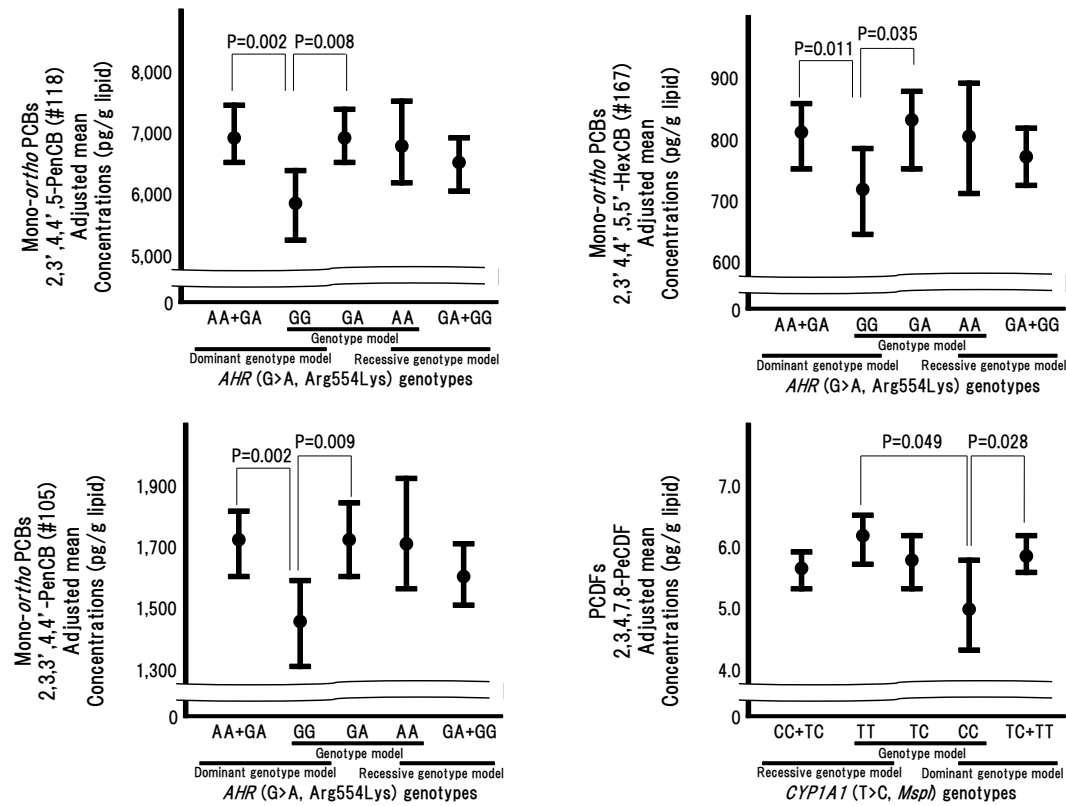 Mono-ortho PCBs
2,3',4,4',5-PenCB (#118)
Adjusted mean
Concentrations (pg/g lipid)
P=0.002 P=0.008
8,000
7,000
6,000
5,000
0
AA+GA GG GA AA GA+GG
Genotype model
Dominant genotype model Recessive genotype model
AHR (G>A, Arg554Lys) genotypes
Mono-ortho PCBs
2,3' 4,4',5,5'-HexCB (#167)
Adjusted mean
Concentrations (pg/g lipid)
P=0.011 P=0.035
900
800
700
600
0
AA+GA GG GA AA GA+GG
Genotype model
Dominant genotype model Recessive genotype model
AHR (G>A, Arg554Lys) genotypes
Mono-ortho PCBs
2,3,3',4,4'-PenCB (#105)
Adjusted mean
Concentrations (pg/g lipid)
P=0.002 P=0.009
1,900
1,700
1,500
1,300
0
AA+GA GG GA AA GA+GG
Genotype model
Dominant genotype model Recessive genotype model
AHR (G>A, Arg554Lys) genotypes
PCDFs
2,3,4,7,8-PeCDF
Adjusted mean
Concentrations (pg/g lipid)
P=0.049 P=0.028
7.0
6.0
5.0
4.0
0
CC+TC TT TC CC TC+TT
Genotype model
Recessive genotype model Dominant genotype model
CYP1A1 (T>C, MspI) genotypes